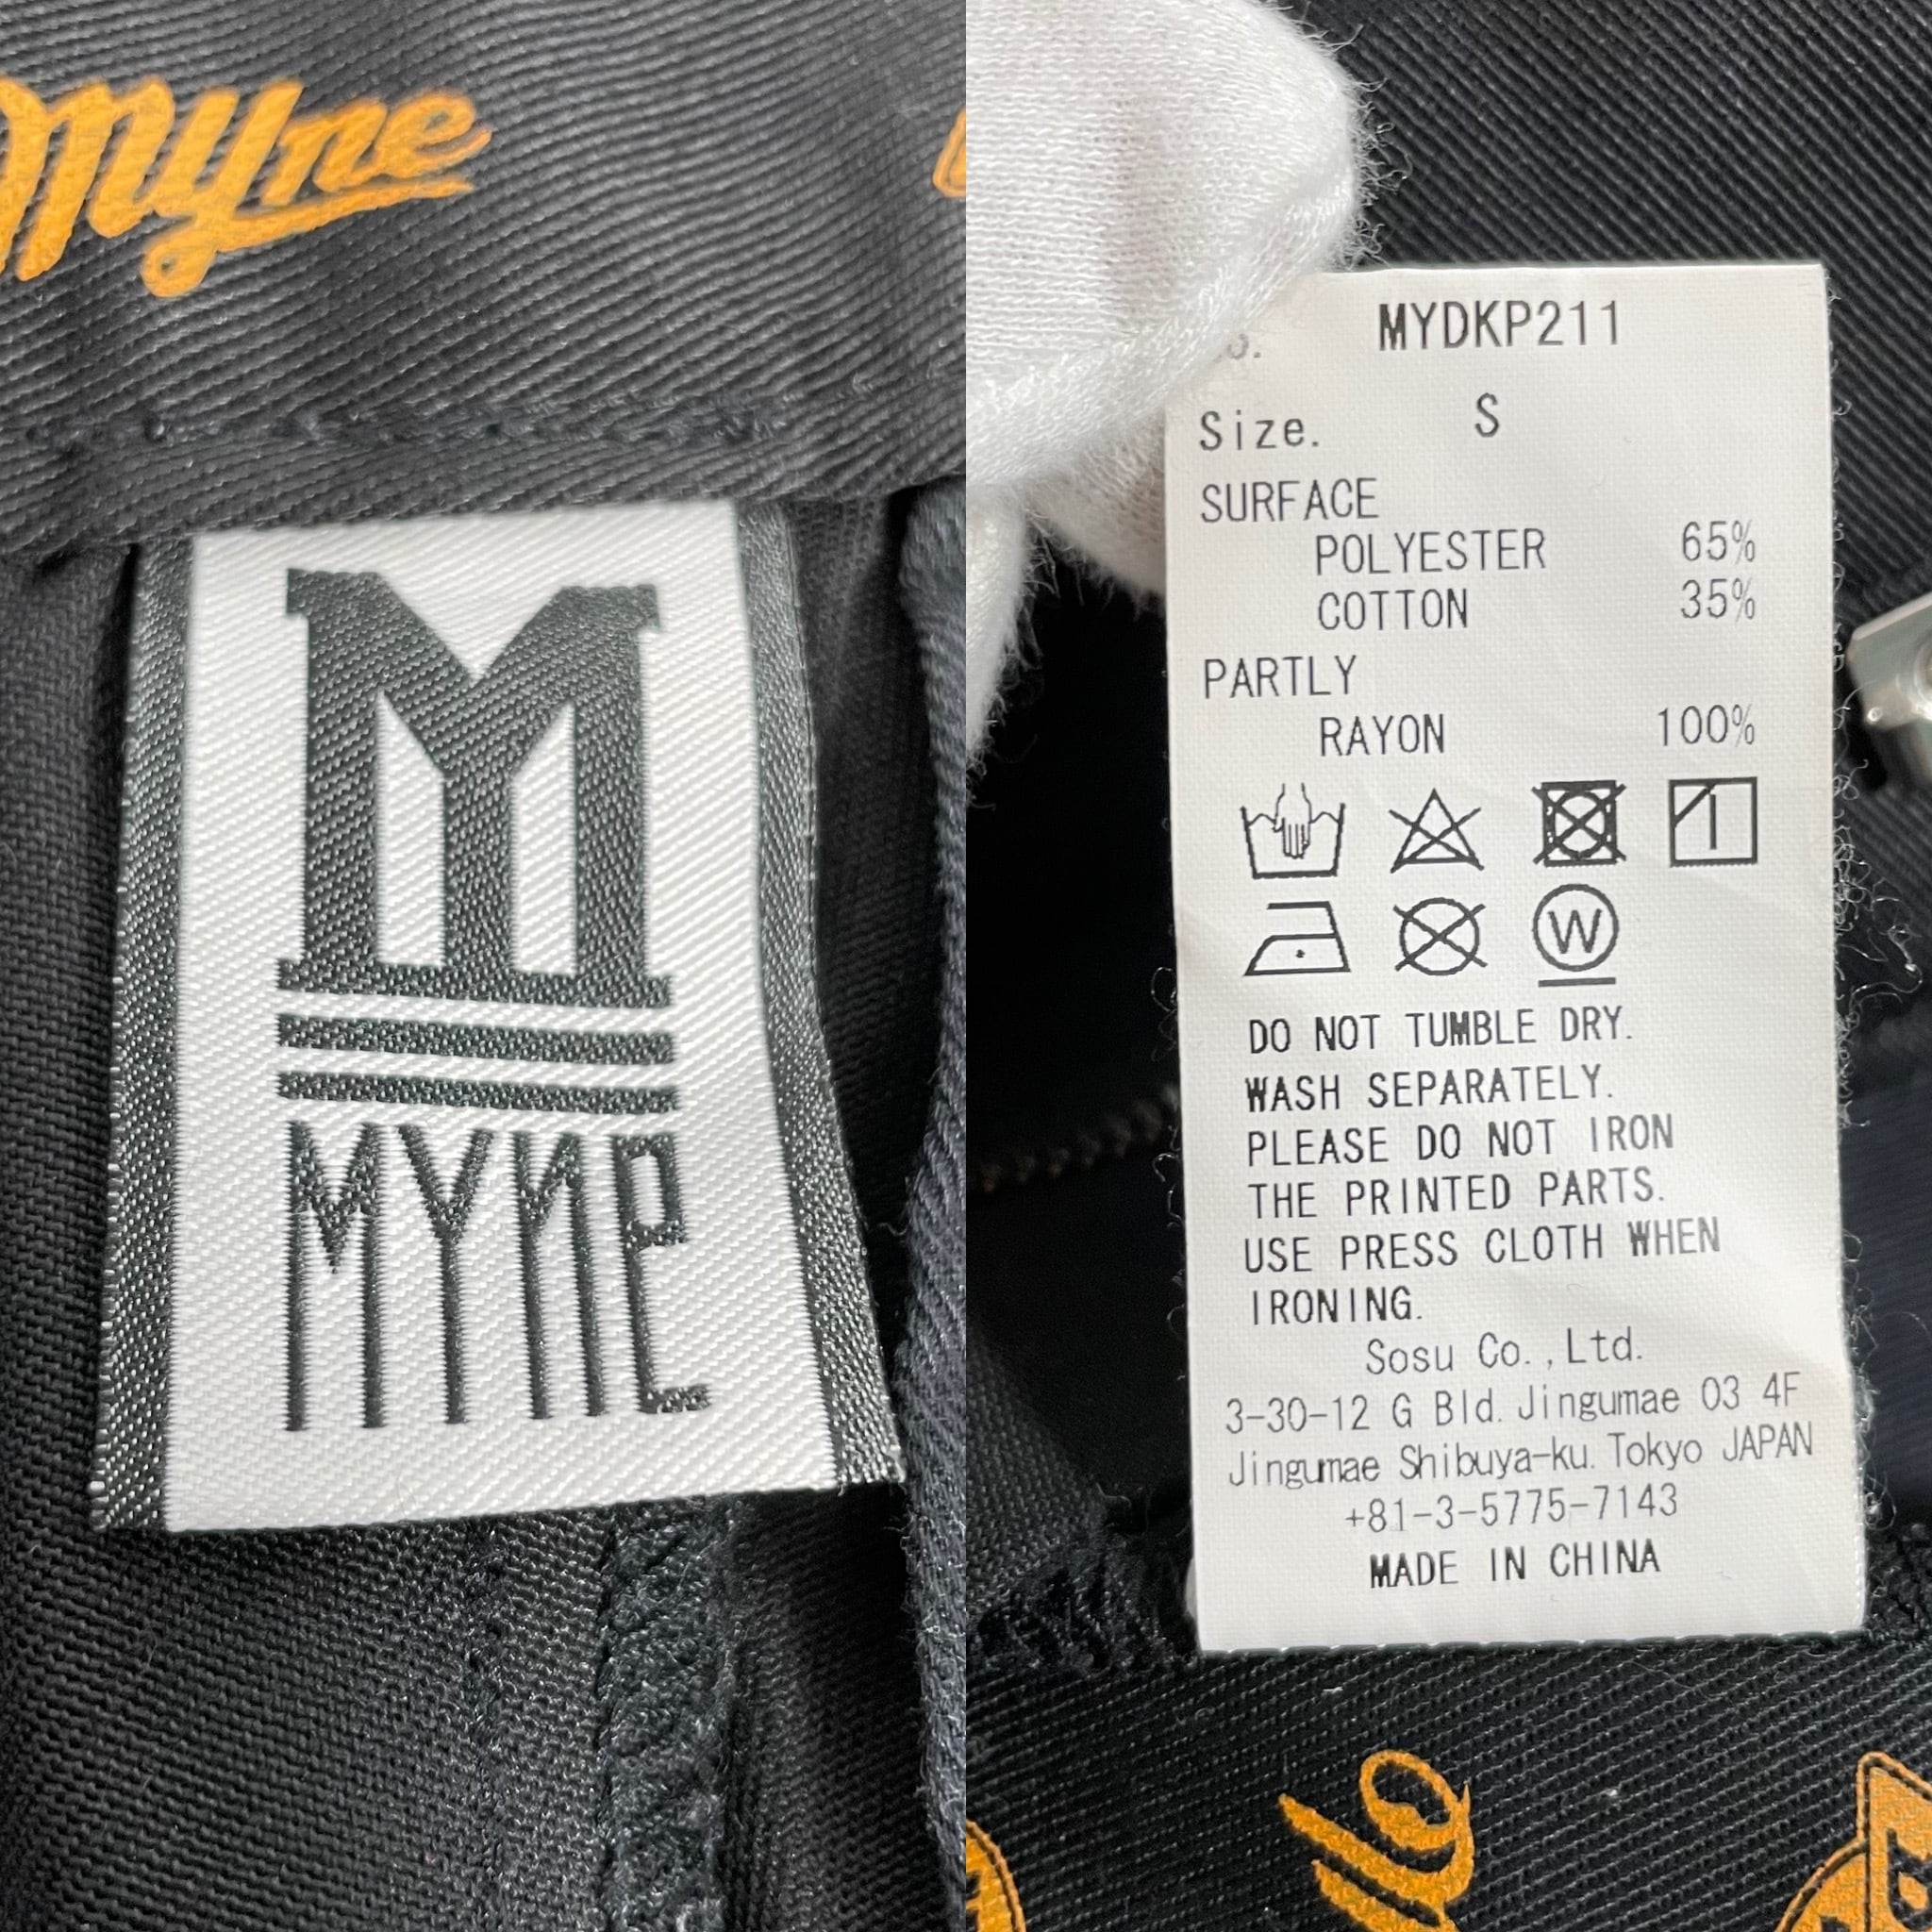 Myne
MY
MYNE
MYDKP211
Size. S
SURFACE
POLYESTER 65%
COTTON 35%
PARTLY
RAYON 100%
W
DO NOT TUMBLE DRY.
WASH SEPARATELY.
PLEASE DO NOT IRON
THE PRINTED PARTS.
USE PRESS CLOTH WHEN
IRONING.
Sosu Co.,Ltd.
3-30-12 G Bld. Jingumae 03 4F
Jingumae Shibuya-ku. Tokyo JAPAN
+81-3-5775-7143
MADE IN CHINA